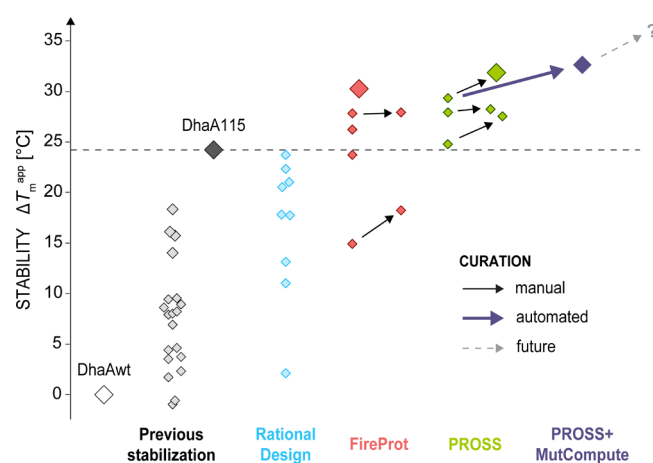 STABILITY ΔTₘᵃᵖᵖ [°C]
35
30
25
20
15
10
5
0
DhaAwt
DhaA115
?
CURATION
manual
automated
future
Previous
stabilization
Rational
Design
FireProt
PROSS
PROSS+
MutCompute